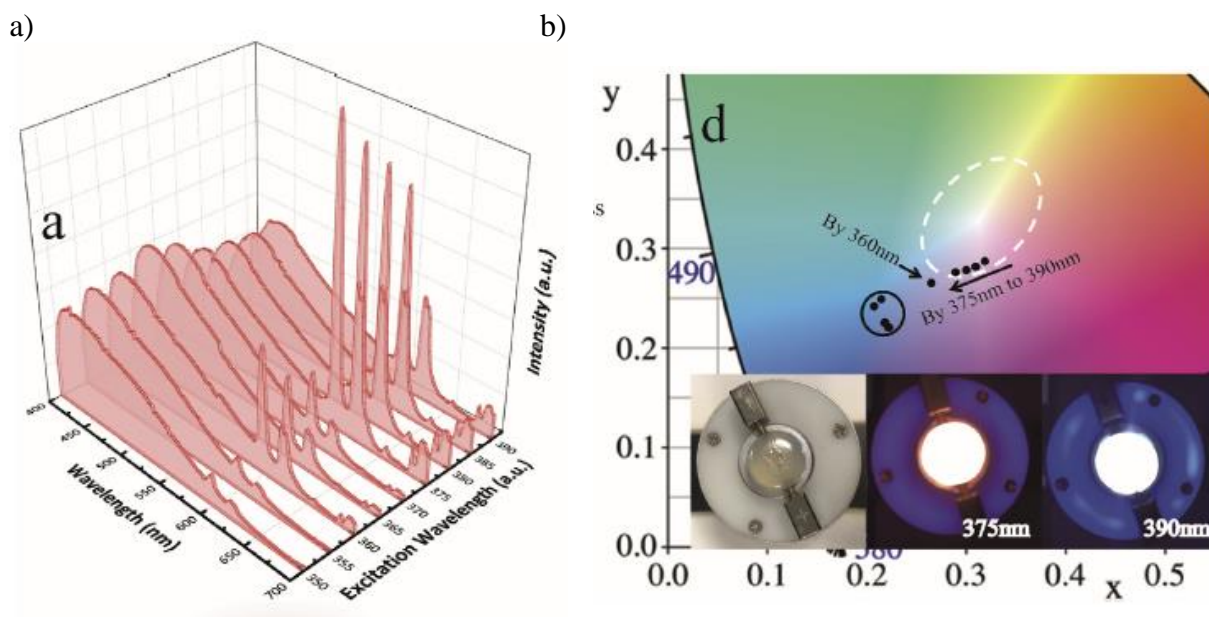 a)
b)
a
Intensity (a.u.)
400
450
500
550
600
650
700
Wavelength (nm)
350
355
360
365
370
375
380
385
390
Excitation Wavelength (a.u.)
y
d
0.4
ss
By 360nm
0.3
490
By 375nm to 390nm
0.2
0.1
375nm
390nm
0.0
380
0.0 0.1 0.2 0.3 0.4 0.5
x